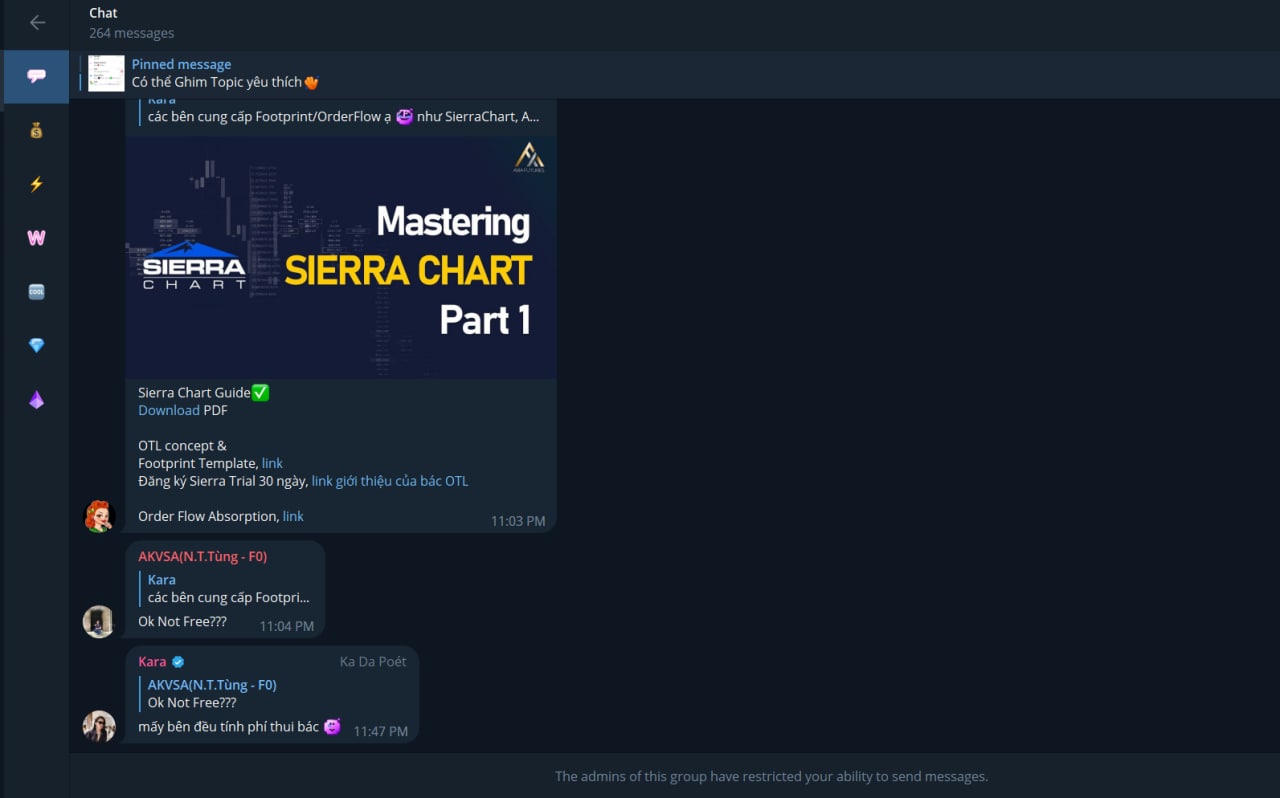 Chat
264 messages
Pinned message
Có thể Ghim Topic yêu thích
Kara
các bên cung cấp Footprint/OrderFlow ạ 😈 như SierraChart, A...
ARA FUTURES
Mastering
SIERRA
CHART
SIERRA CHART
Part 1
Sierra Chart Guide✅
Download PDF
OTL concept &
Footprint Template, link
Đăng ký Sierra Trial 30 ngày, link giới thiệu của bác OTL
Order Flow Absorption, link
11:03 PM
AKVSA(N.T.Tùng - F0)
Kara
các bên cung cấp Footpri...
Ok Not Free???
11:04 PM
Kara
Ka Da Poét
AKVSA(N.T.Tùng - F0)
Ok Not Free???
mấy bên đều tính phí thui bác
11:47 PM
W
COOL
The admins of this group have restricted your ability to send messages.